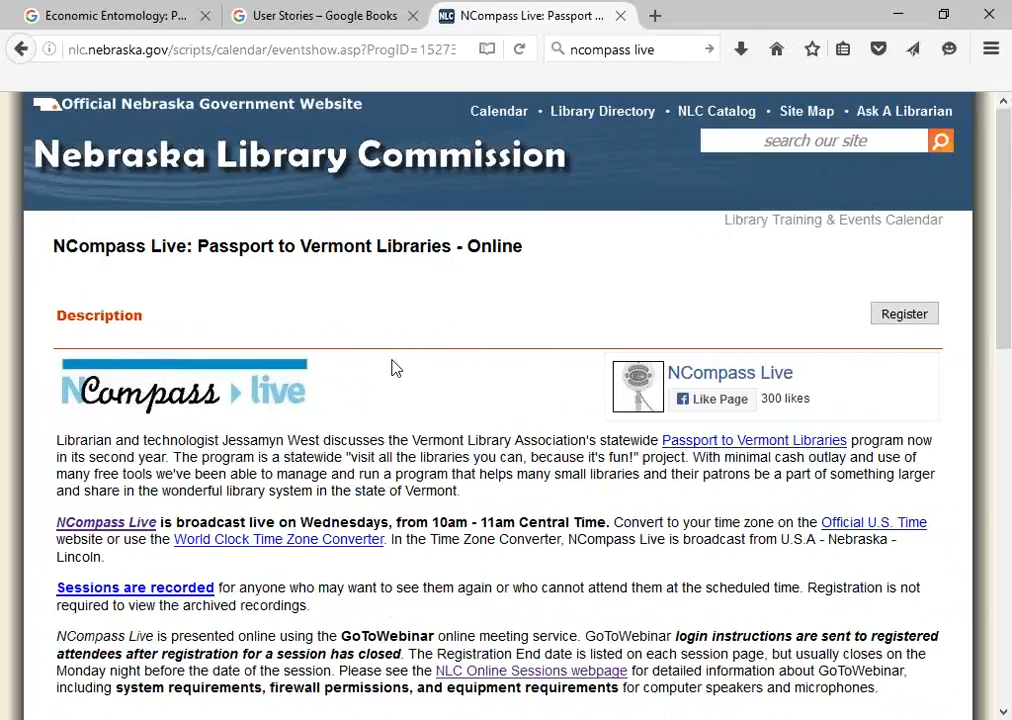 Economic Entomology: P...
User Stories – Google Books
NLC NCompass Live: Passport ...
nlc.nebraska.gov/scripts/calendar/eventshow.asp?ProgID=15273
ncompass live
Official Nebraska Government Website
Calendar • Library Directory • NLC Catalog • Site Map • Ask A Librarian
Nebraska Library Commission
search our site
Library Training & Events Calendar
NCompass Live: Passport to Vermont Libraries - Online
Description
Register
NCompass live
NCompass Live
Like Page 300 likes
Librarian and technologist Jessamyn West discusses the Vermont Library Association's statewide Passport to Vermont Libraries program now
in its second year. The program is a statewide "visit all the libraries you can, because it's fun!" project. With minimal cash outlay and use of
many free tools we've been able to manage and run a program that helps many small libraries and their patrons be a part of something larger
and share in the wonderful library system in the state of Vermont.
NCompass Live is broadcast live on Wednesdays, from 10am - 11am Central Time. Convert to your time zone on the Official U.S. Time
website or use the World Clock Time Zone Converter. In the Time Zone Converter, NCompass Live is broadcast from U.S.A - Nebraska -
Lincoln.
Sessions are recorded for anyone who may want to see them again or who cannot attend them at the scheduled time. Registration is not
required to view the archived recordings.
NCompass Live is presented online using the GoToWebinar online meeting service. GoToWebinar login instructions are sent to registered
attendees after registration for a session has closed. The Registration End date is listed on each session page, but usually closes on the
Monday night before the date of the session. Please see the NLC Online Sessions webpage for detailed information about GoToWebinar,
including system requirements, firewall permissions, and equipment requirements for computer speakers and microphones.